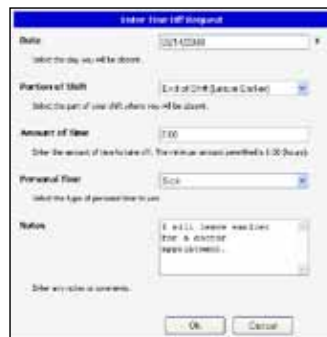 Enter Time Off Request
Date
Select the day you will be absent.
Portion of Shift
End of Shift (Leave Earlier)
Select the part of your shift where you will be absent.
Amount of time
Enter the amount of time to take off. The minimum amount permitted is 1.00 (hours).
Personal Time
Sick
Select the type of personal time to use.
Notes
I will leave earlier
for a doctor
appointment.
Enter any notes or comments.
Ok Cancel